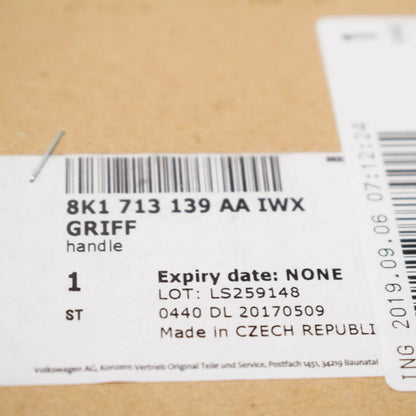 8K1 713 139 AA IWX
GRIFF
handle
1
Expiry date: NONE
LOT: LS259148
ST
0440 DL 20170509
Made in CZECH REPUBLI
Volkswagen AG, Konzern Vertrieb Original Teile und Service, Postfach 1451, 34219 Baunatal
ING 2019.09.06 07:12:24